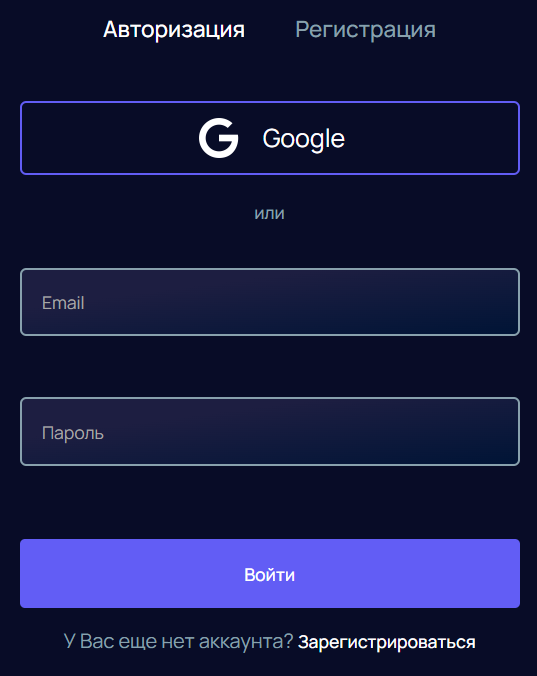 Авторизация Регистрация
Google
или
Email
Пароль
Войти
У Вас еще нет аккаунта? Зарегистрироваться